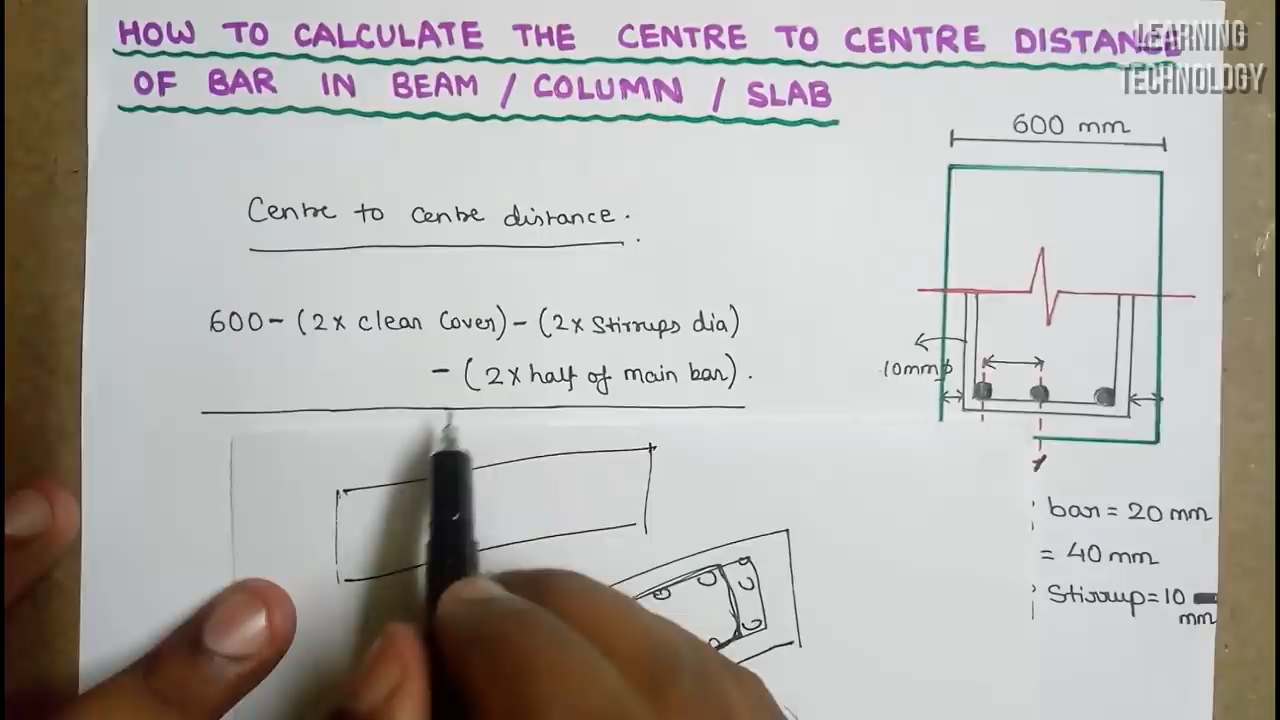 HOW TO CALCULATE THE CENTRE TO CENTRE DISTANCE
OF BAR IN BEAM / COLUMN / SLAB
LEARNING
TECHNOLOGY
600 mm
Centre to centre distance.
600 - (2 x clear cover) - (2 x stirrups dia)
- (2 x half of main bar).
10mmϕ
bar = 20 mm
= 40 mm
Stirrup = 10
mm